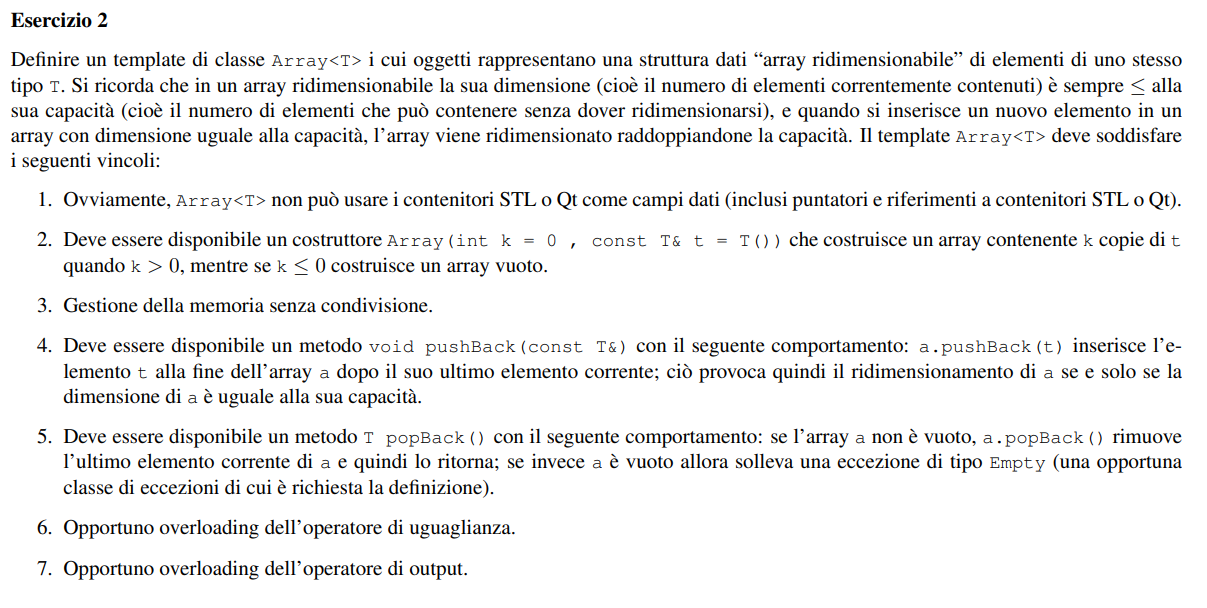 Esercizio 2
Definire un template di classe Array<T> i cui oggetti rappresentano una struttura dati “array ridimensionabile” di elementi di uno stesso
tipo T. Si ricorda che in un array ridimensionabile la sua dimensione (cioè il numero di elementi correntemente contenuti) è sempre ≤ alla
sua capacità (cioè il numero di elementi che può contenere senza dover ridimensionarsi), e quando si inserisce un nuovo elemento in un
array con dimensione uguale alla capacità, l’array viene ridimensionato raddoppiandone la capacità. Il template Array<T> deve soddisfare
i seguenti vincoli:
1. Ovviamente, Array<T> non può usare i contenitori STL o Qt come campi dati (inclusi puntatori e riferimenti a contenitori STL o Qt).
2. Deve essere disponibile un costruttore Array(int k = 0 , const T& t = T()) che costruisce un array contenente k copie di t
quando k > 0, mentre se k ≤ 0 costruisce un array vuoto.
3. Gestione della memoria senza condivisione.
4. Deve essere disponibile un metodo void pushBack(const T&) con il seguente comportamento: a.pushBack(t) inserisce l’e-
lemento t alla fine dell’array a dopo il suo ultimo elemento corrente; ciò provoca quindi il ridimensionamento di a se e solo se la
dimensione di a è uguale alla sua capacità.
5. Deve essere disponibile un metodo T popBack() con il seguente comportamento: se l’array a non è vuoto, a.popBack() rimuove
l’ultimo elemento corrente di a e quindi lo ritorna; se invece a è vuoto allora solleva una eccezione di tipo Empty (una opportuna
classe di eccezioni di cui è richiesta la definizione).
6. Opportuno overloading dell’operatore di uguaglianza.
7. Opportuno overloading dell’operatore di output.